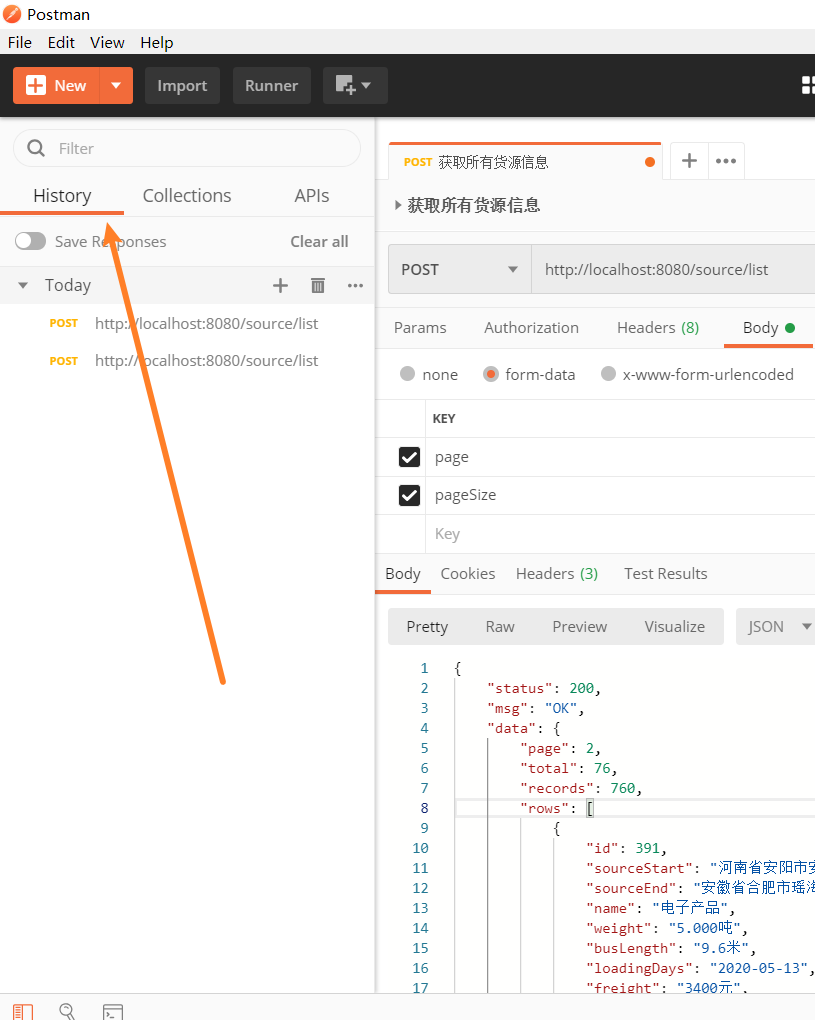 Postman
File Edit View Help
New Import Runner
Filter
History Collections APIs
Save Responses Clear all
Today
POST http://localhost:8080/source/list
POST http://localhost:8080/source/list
POST 获取所有货源信息
获取所有货源信息
POST http://localhost:8080/source/list
Params Authorization Headers (8) Body
none form-data x-www-form-urlencoded
KEY
page
pageSize
Key
Body Cookies Headers (3) Test Results
Pretty Raw Preview Visualize JSON
1 {
2 "status": 200,
3 "msg": "OK",
4 "data": {
5 "page": 2,
6 "total": 76,
7 "records": 760,
8 "rows": [
9 {
10 "id": 391,
11 "sourceStart": "河南省安阳市安
12 "sourceEnd": "安徽省合肥市瑶海
13 "name": "电子产品",
14 "weight": "5.000吨",
15 "busLength": "9.6米",
16 "loadingDays": "2020-05-13",
17 "freight": "3400元",